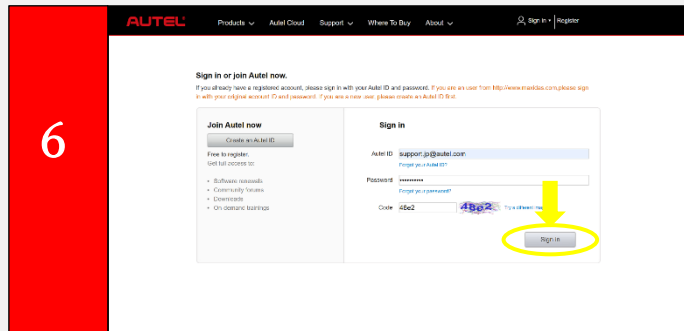 6
AUTEL
Products Autel Cloud Support Where To Buy About Sign in Register
Sign in or join Autel now.
If you already have a registered account, please sign in with your Autel ID and password. If you are an user from http://www.maxidas.com,please sign
in with your original account ID and password. If you are a new user, please create an Autel ID first.
Join Autel now
Create an Autel ID
Free to register.
Get full access to:
• Software renewals
• Community forums
• Downloads
• On demand trainings
Sign in
Autel ID support.jp@autel.com
Forgot your Autel ID?
Password ••••••••••
Forgot your password?
Code 48e2 48e2 Try a different
Sign in